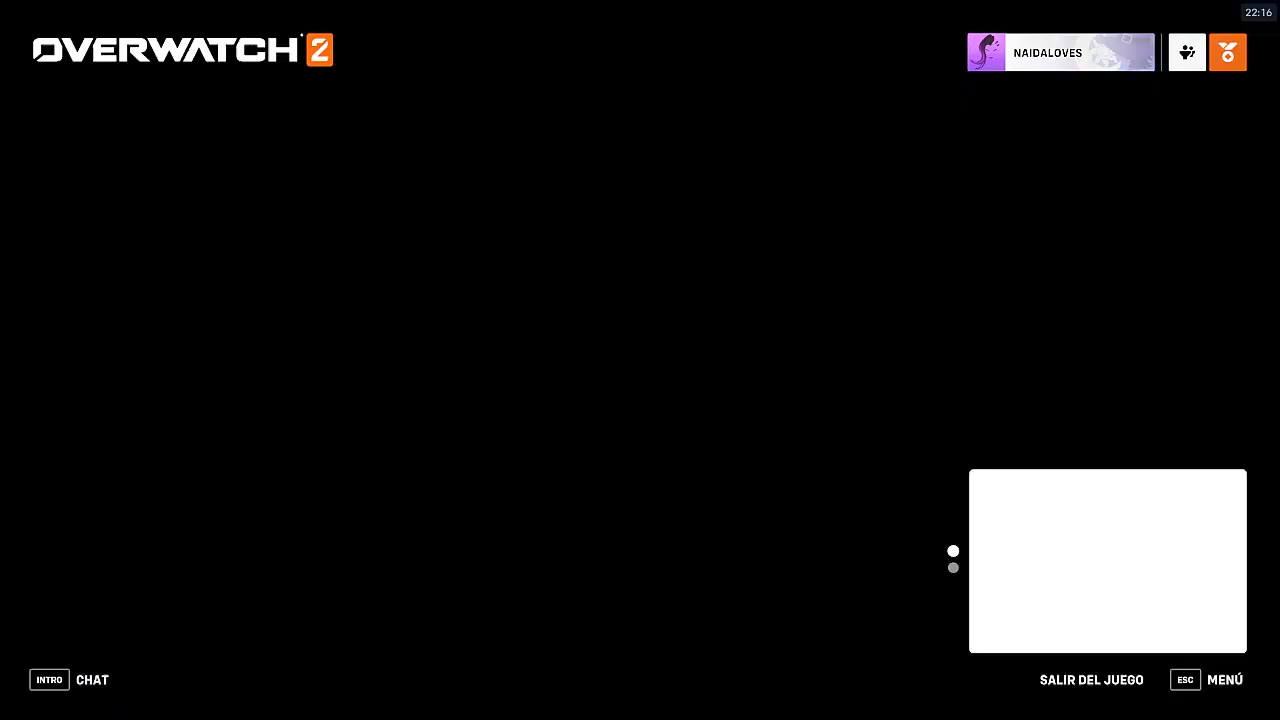 22:16
OVERWATCH 2
NAIDALOVES
INTRO CHAT
SALIR DEL JUEGO
ESC MENÚ